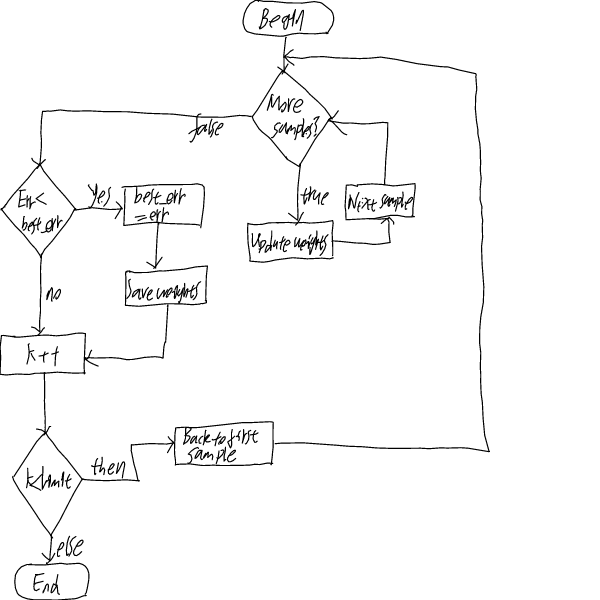 Begin
More
samples?
false
true
Next sample
Update weights
Err<
best_err
yes
best_err
=err
Save weights
no
k++
k<limit
then
Back to first
sample
else
End